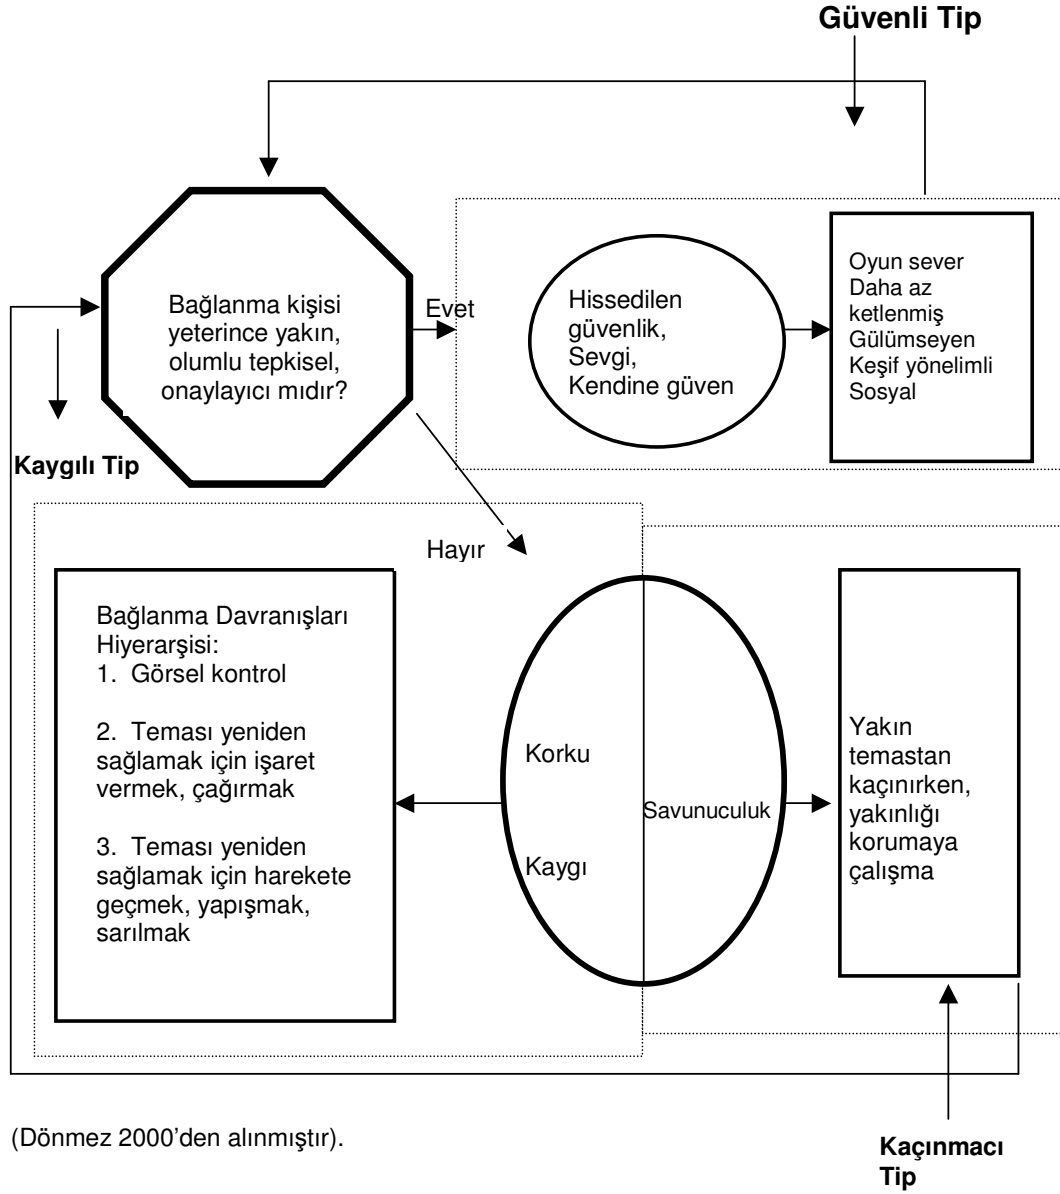 Güvenli Tip
Bağlanma kişisi
yeterince yakın,
olumlu tepkisel,
onaylayıcı mıdır?
Evet
Hissedilen
güvenlik,
Sevgi,
Kendine güven
Oyun sever
Daha az
ketlenmiş
Gülümseyen
Keşif yönelimli
Sosyal
Kaygılı Tip
Hayır
Bağlanma Davranışları
Hiyerarşisi:
1. Görsel kontrol
2. Teması yeniden
sağlamak için işaret
vermek, çağırmak
3. Teması yeniden
sağlamak için harekete
geçmek, yapışmak,
sarılmak
Korku
Kaygı
Savunuculuk
Yakın
temastan
kaçınırken,
yakınlığı
korumaya
çalışma
(Dönmez 2000’den alınmıştır).
Kaçınmacı
Tip